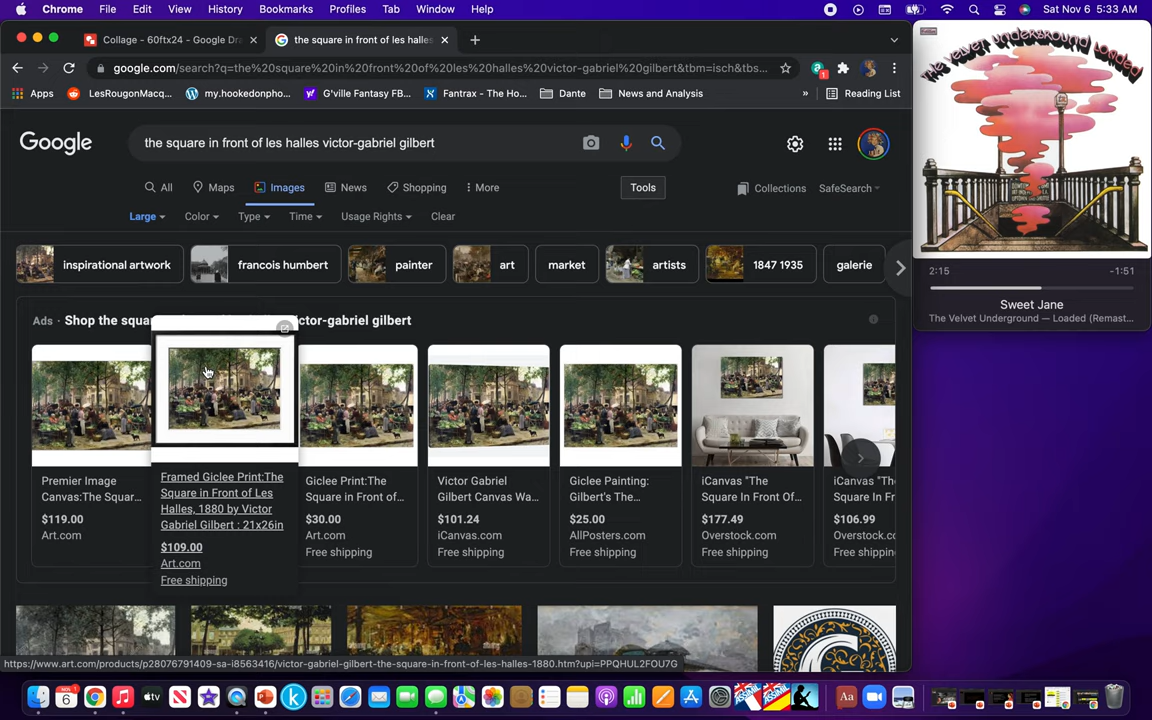 Chrome File Edit View History Bookmarks Profiles Tab Window Help Sat Nov 6 5:33 AM
Collage - 60ftx24 - Google Dra
the square in front of les halles
google.com/search?q=the%20square%20in%20front%20of%20les%20halles%20victor-gabriel%20gilbert&tbm=isch&tbs...
1
Apps LesRougonMacq... my.hookedonpho... G'ville Fantasy FB... Fantrax - The Ho... Dante News and Analysis » Reading List
Google
the square in front of les halles victor-gabriel gilbert
All Maps Images News Shopping More Tools Collections SafeSearch
Large Color Type Time Usage Rights Clear
inspirational artwork francois humbert painter art market artists 1847 1935 galerie
Ads · Shop the squa
ctor-gabriel gilbert
Premier Image
Canvas:The Squar...
$119.00
Art.com
Framed Giclee Print:The
Square in Front of Les
Halles, 1880 by Victor
Gabriel Gilbert : 21x26in
$109.00
Art.com
Free shipping
Giclee Print:The
Square in Front of...
$30.00
Art.com
Free shipping
Victor Gabriel
Gilbert Canvas Wa...
$101.24
iCanvas.com
Free shipping
Giclee Painting:
Gilbert's The...
$25.00
AllPosters.com
Free shipping
iCanvas "The
Square In Front Of...
$177.49
Overstock.com
Free shipping
iCanvas "Th
Square In Fr
$106.99
Overstock.c
Free shippin
https://www.art.com/products/p28076791409-sa-i8563416/victor-gabriel-gilbert-the-square-in-front-of-les-halles-1880.htm?upi=PPQHUL2FOU7G
THE VELVET UNDERGROUND LOADED
2:15 -1:51
Sweet Jane
The Velvet Underground — Loaded (Remast...
NOV
6
tv
Aa